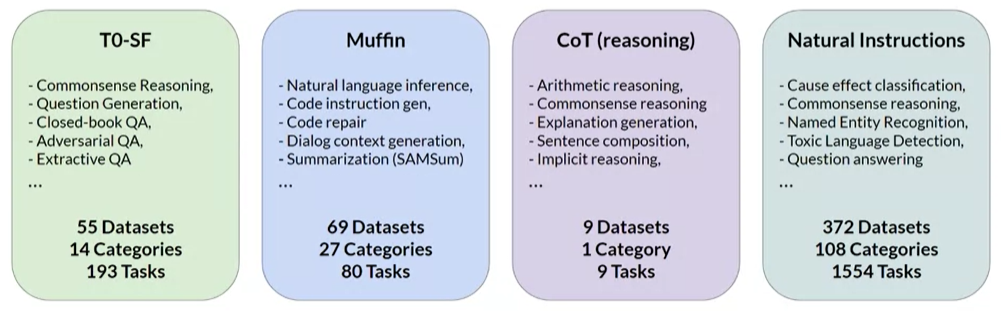 T0-SF
- Commonsense Reasoning,
- Question Generation,
- Closed-book QA,
- Adversarial QA,
- Extractive QA
...
55 Datasets
14 Categories
193 Tasks
Muffin
- Natural language inference,
- Code instruction gen,
- Code repair
- Dialog context generation,
- Summarization (SAMSum)
...
69 Datasets
27 Categories
80 Tasks
CoT (reasoning)
- Arithmetic reasoning,
- Commonsense reasoning
- Explanation generation,
- Sentence composition,
- Implicit reasoning,
...
9 Datasets
1 Category
9 Tasks
Natural Instructions
- Cause effect classification,
- Commonsense reasoning,
- Named Entity Recognition,
- Toxic Language Detection,
- Question answering
...
372 Datasets
108 Categories
1554 Tasks